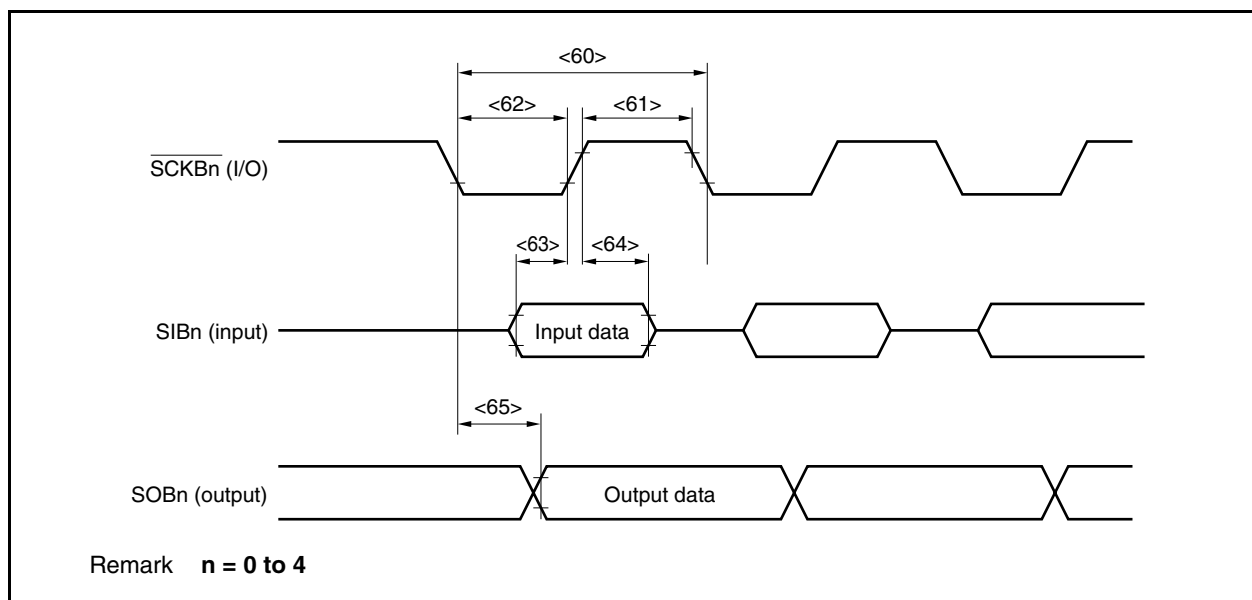 <60>
<62> <61>
SCKBn (I/O)
<63> <64>
SIBn (input) Input data
<65>
SOBn (output) Output data
Remark n = 0 to 4